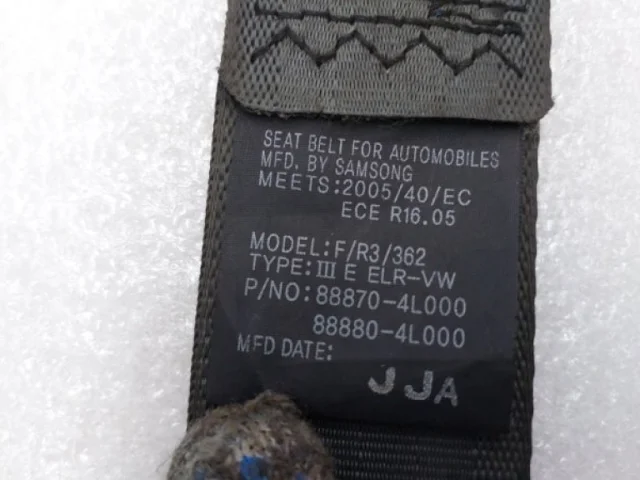 SEAT BELT FOR AUTOMOBILES
MFD. BY SAMSONG
MEETS:2005/40/EC
ECE R16.05
MODEL:F/R3/362
TYPE:III E ELR-VW
P/NO:88870-4L000
88880-4L000
MFD DATE:
JJA